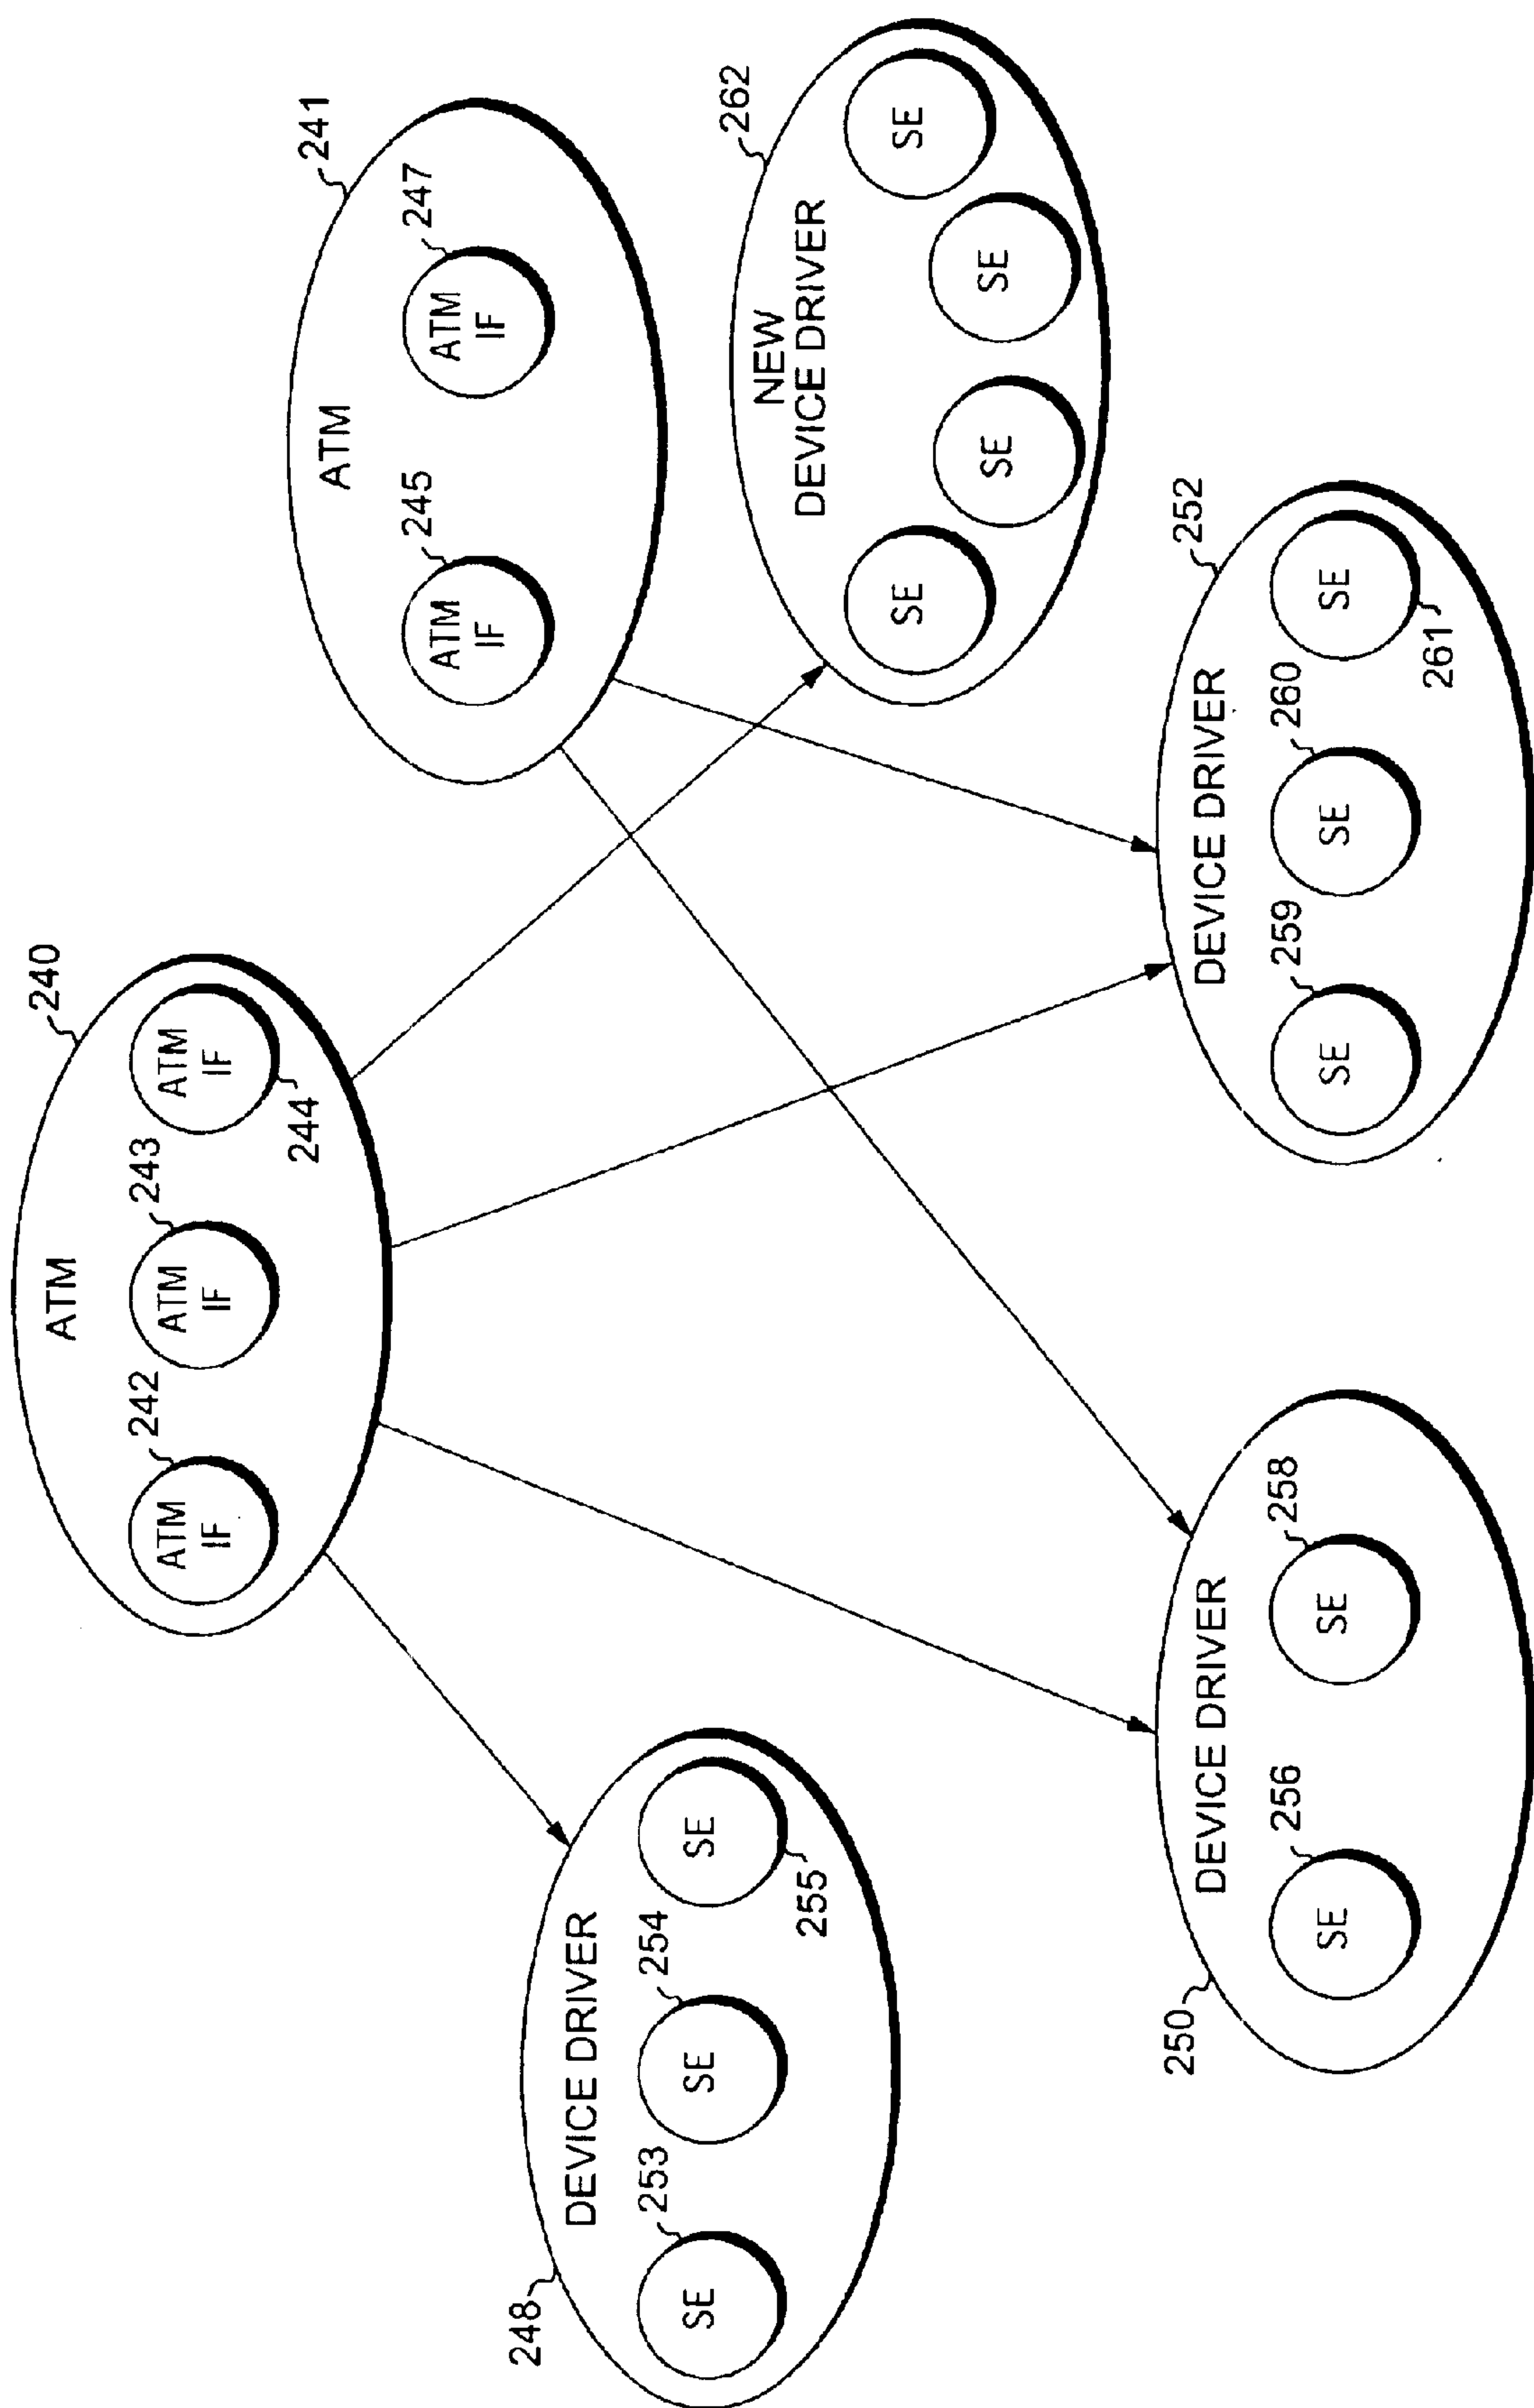 240
ATM
242
243
ATM
IF
ATM
IF
ATM
IF
244
241
ATM
245
247
ATM
IF
ATM
IF
248
DEVICE DRIVER
253
254
SE
SE
SE
255
262
NEW
DEVICE DRIVER
SE
SE
SE
SE
250
DEVICE DRIVER
256
258
SE
SE
252
DEVICE DRIVER
259
260
SE
SE
SE
261